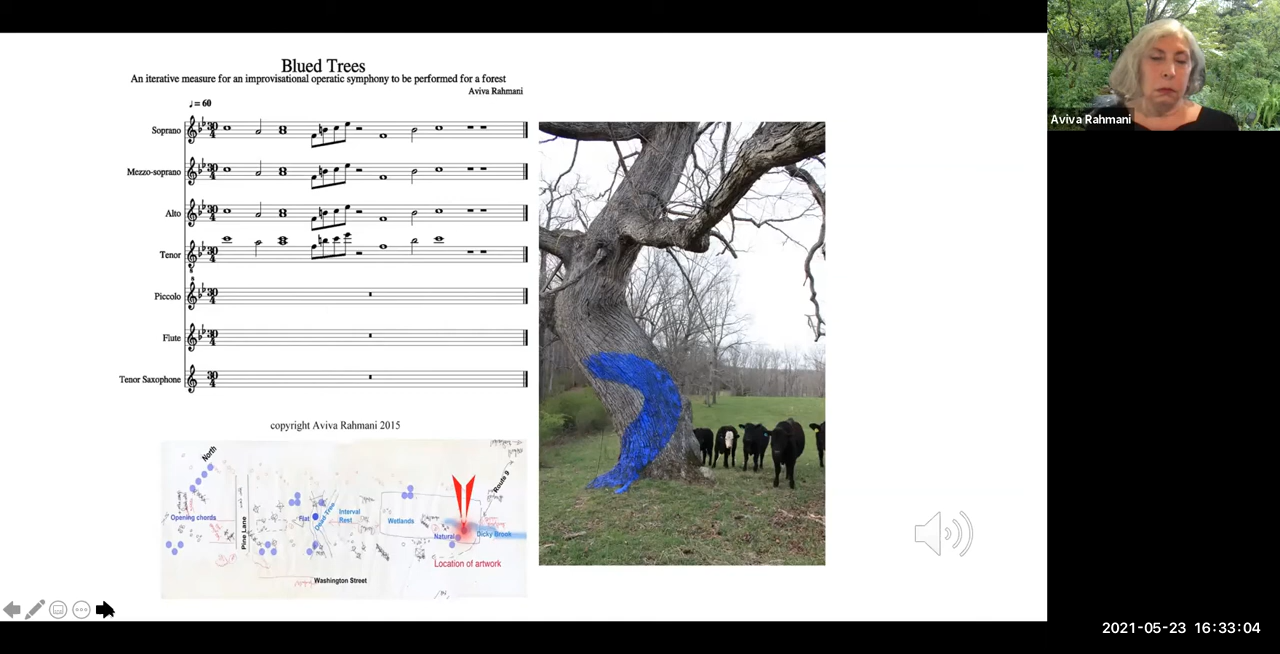 Blued Trees
An iterative measure for an improvisational operatic symphony to be performed for a forest
Aviva Rahmani
♩= 60
Soprano
Mezzo-soprano
Alto
Tenor
Piccolo
Flute
Tenor Saxophone
copyright Aviva Rahmani 2015
North
Route 9
Opening chords
Pine Lane
Flat
Dead Tree
Interval
Rest
Wetlands
Natural
Dicky Brook
Location of artwork
Washington Street
Aviva Rahmani
2021-05-23 16:33:04